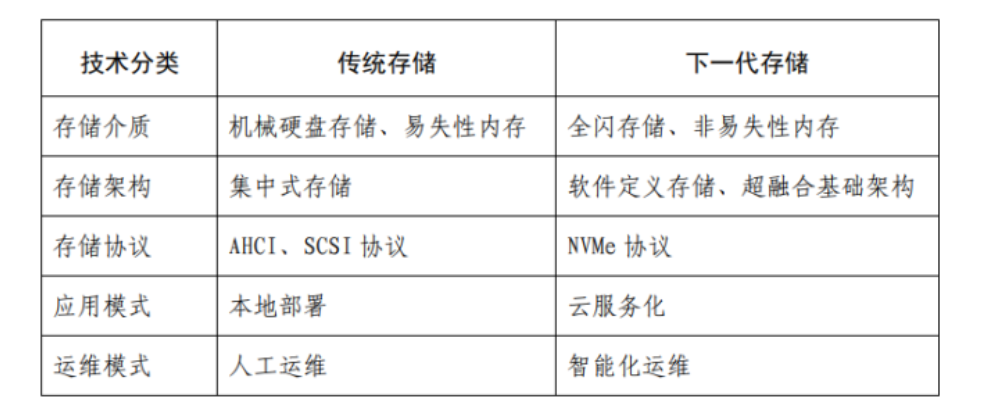 技术分类 传统存储 下一代存储
存储介质 机械硬盘存储、易失性内存 全闪存储、非易失性内存
存储架构 集中式存储 软件定义存储、超融合基础架构
存储协议 AHCI、SCSI 协议 NVMe 协议
应用模式 本地部署 云服务化
运维模式 人工运维 智能化运维